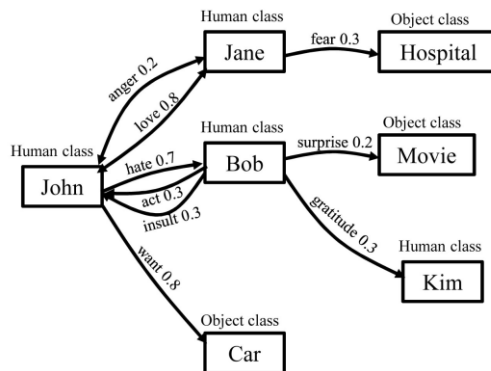 Human class
Jane
fear 0.3
Object class
Hospital
anger 0.2
love 0.8
Human class
John
hate 0.7
act 0.3
insult 0.3
Human class
Bob
surprise 0.2
Object class
Movie
gratitude 0.3
Human class
Kim
want 0.8
Object class
Car